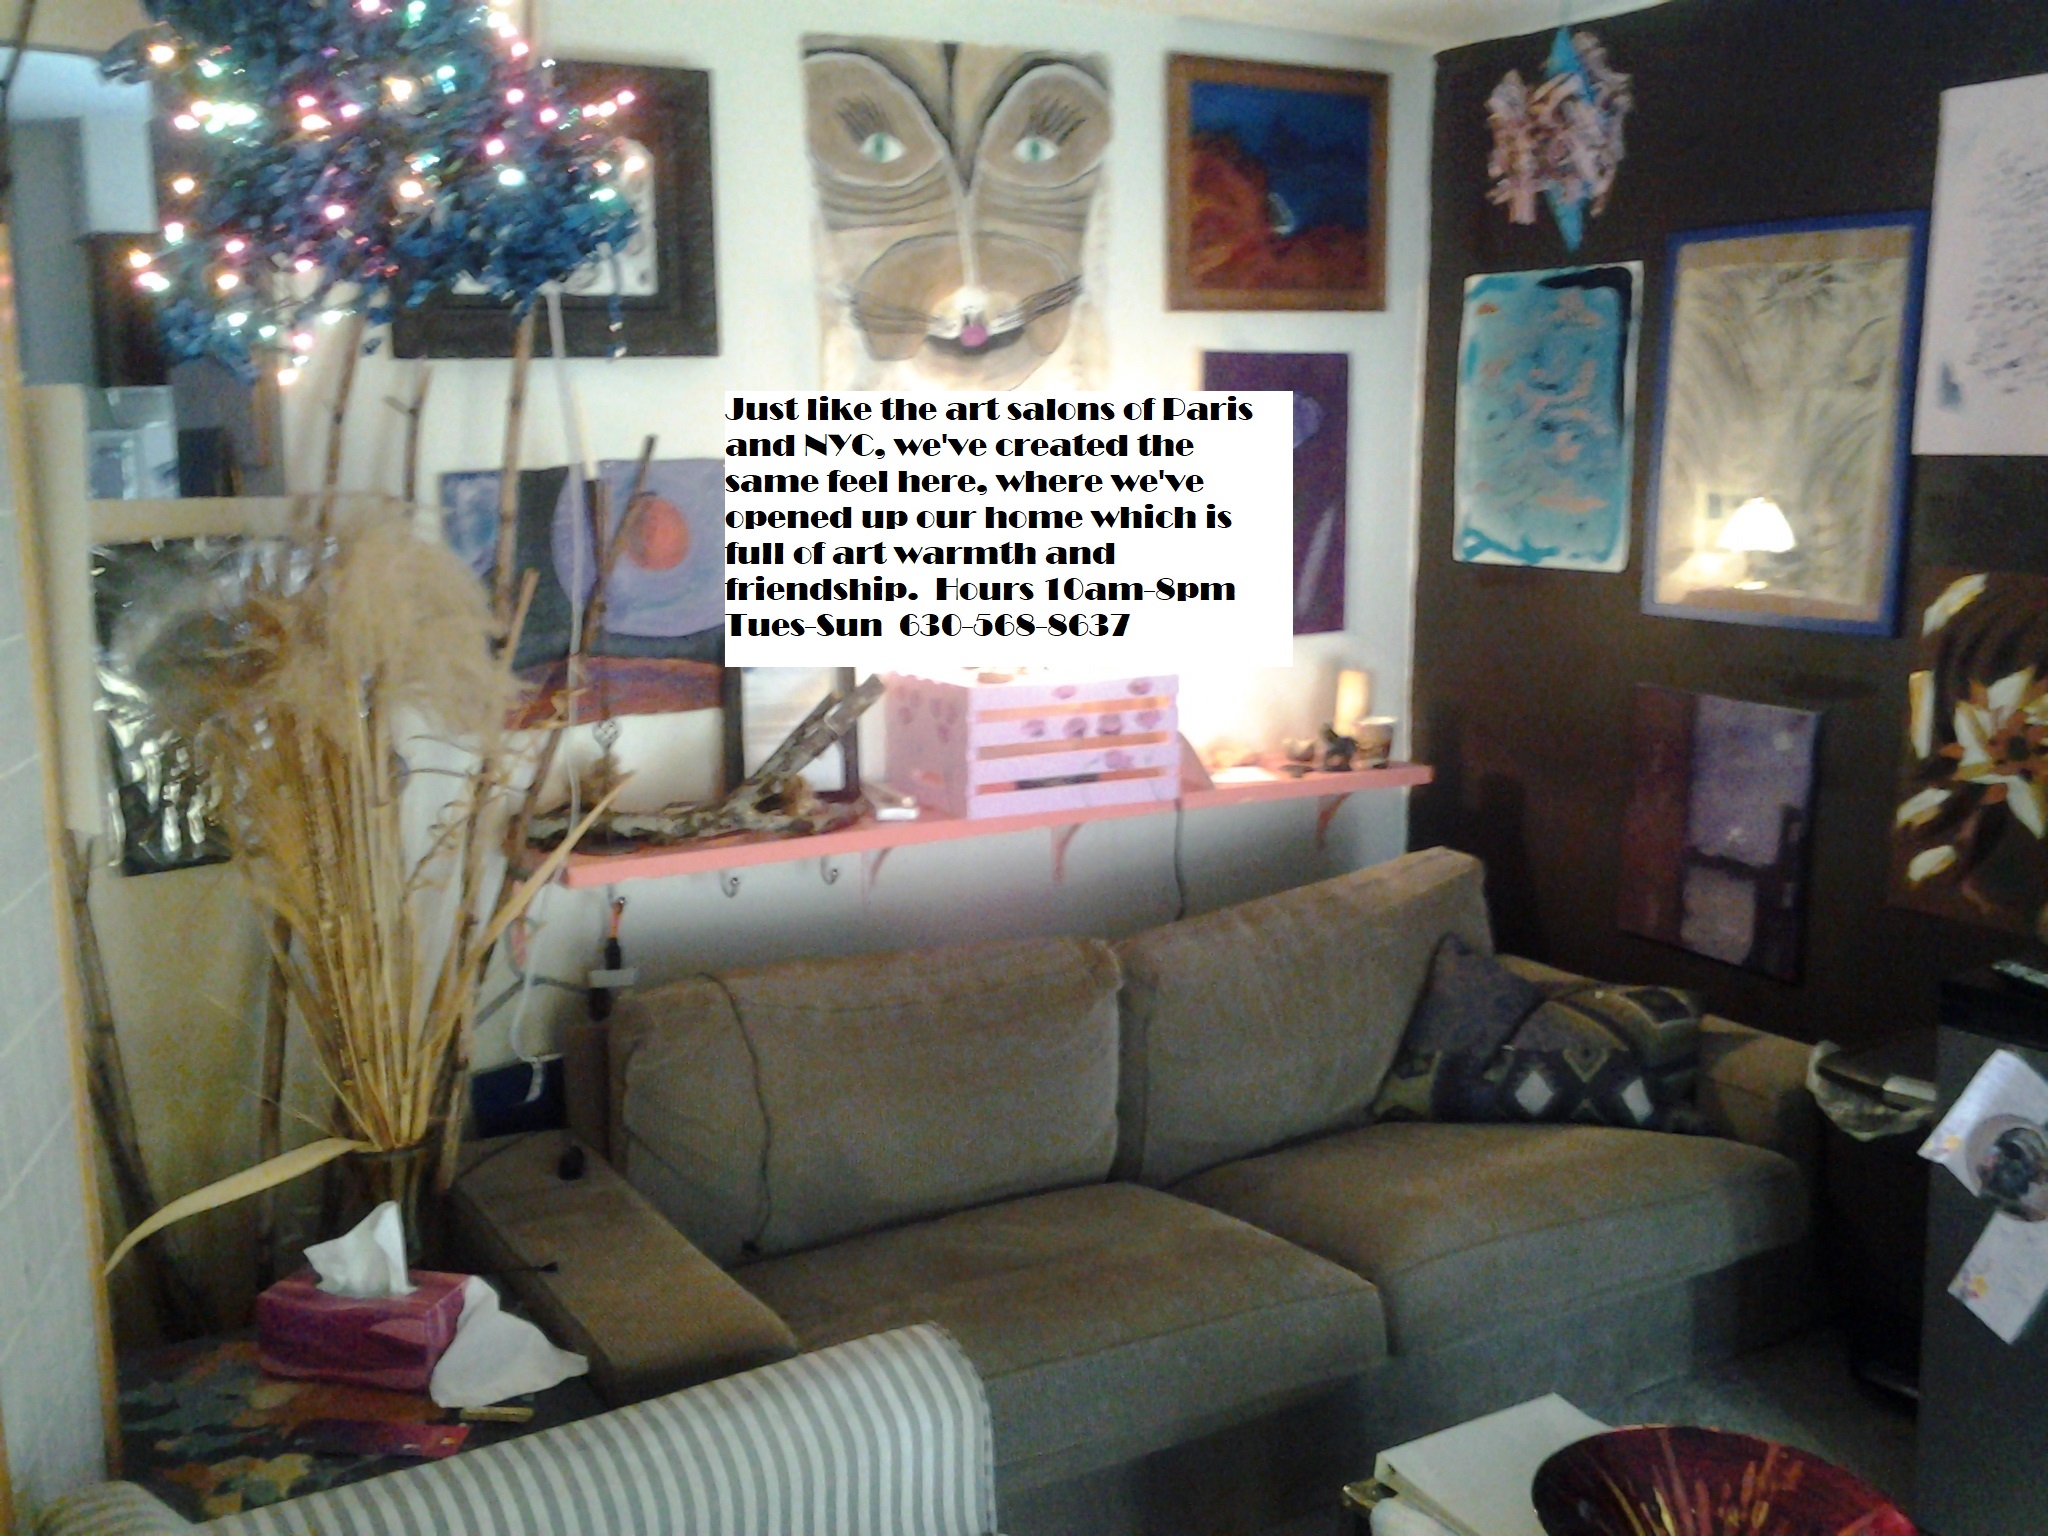 Just like the art salons of Paris
and NYC, we've created the
same feel here, where we've
opened up our home which is
full of art warmth and
friendship.  Hours 10am-8pm
Tues-Sun  630-568-8637